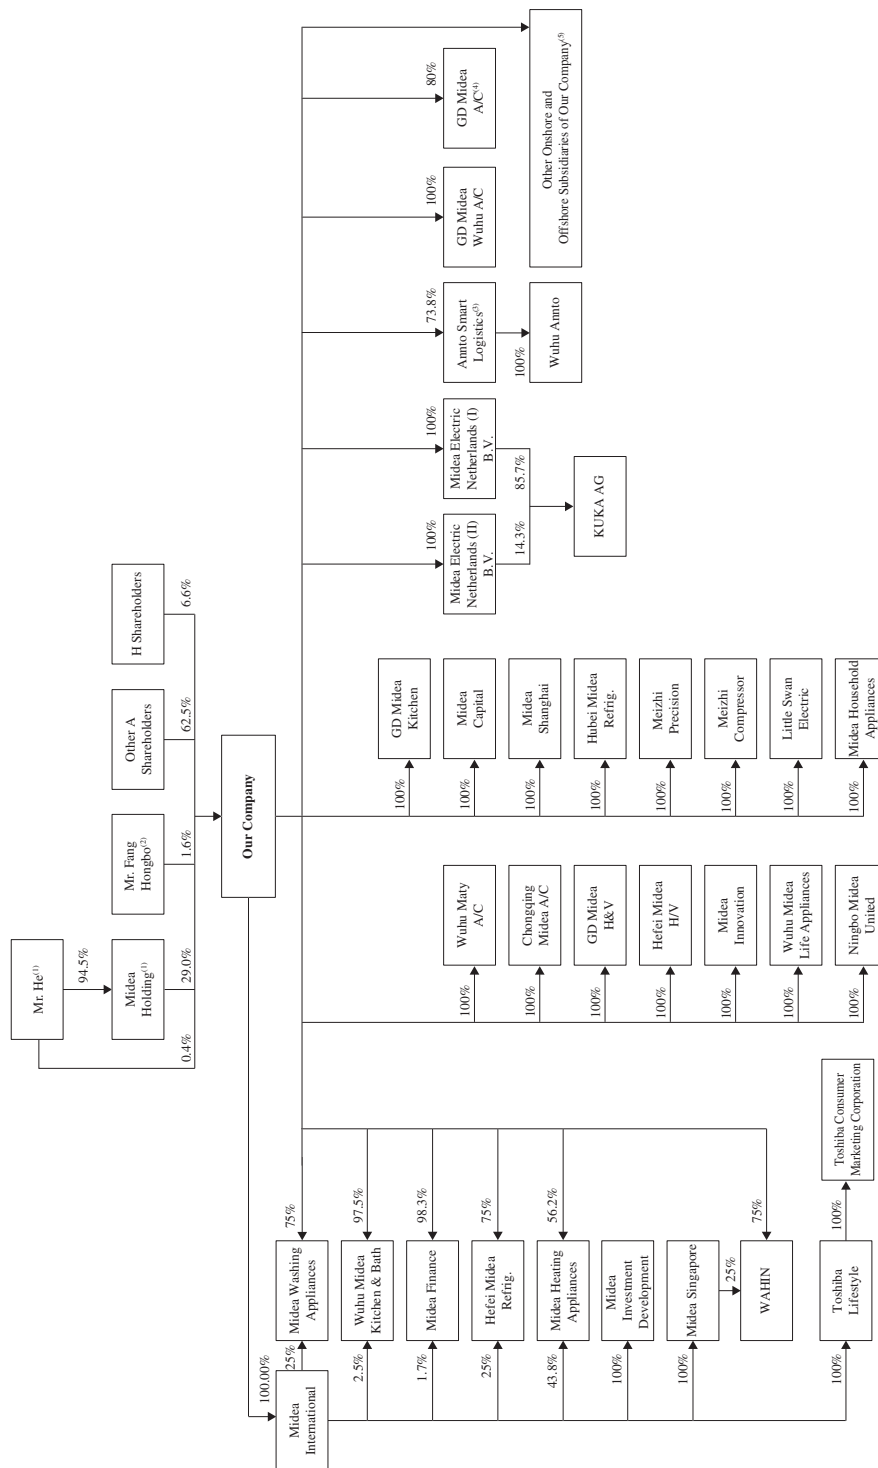 Mr. He(1)
94.5%
Midea
Holding(1)
Mr. Fang
Hongbo(2)
Other A
Shareholders
H Shareholders
0.4%
29.0%
1.6%
62.5%
6.6%
Our Company
100.00%
Midea
International
25%
Midea Washing
Appliances
75%
2.5%
Wuhu Midea
Kitchen & Bath
97.5%
1.7%
Midea Finance
98.3%
25%
Hefei Midea
Refrig.
75%
43.8%
Midea Heating
Appliances
56.2%
100%
Midea
Investment
Development
100%
Midea Singapore
25%
WAHIN
75%
100%
Toshiba
Lifestyle
100%
Toshiba Consumer
Marketing Corporation
100%
Wuhu Maty
A/C
100%
Chongqing
Midea A/C
100%
GD Midea
H&V
100%
Hefei Midea
H/V
100%
Midea
Innovation
100%
Wuhu Midea
Life Appliances
100%
Ningbo Midea
United
100%
GD Midea
Kitchen
100%
Midea
Capital
100%
Midea
Shanghai
100%
Hubei Midea
Refrig.
100%
Meizhi
Precision
100%
Meizhi
Compressor
100%
Little Swan
Electric
100%
Midea Household
Appliances
100%
Midea Electric
Netherlands (II)
B.V.
100%
Midea Electric
Netherlands (I)
B.V.
14.3%
85.7%
KUKA AG
73.8%
Annto Smart
Logistics(3)
100%
Wuhu Annto
100%
GD Midea
Wuhu A/C
80%
GD Midea
A/C(4)
Other Onshore and
Offshore Subsidiaries of Our Company(5)